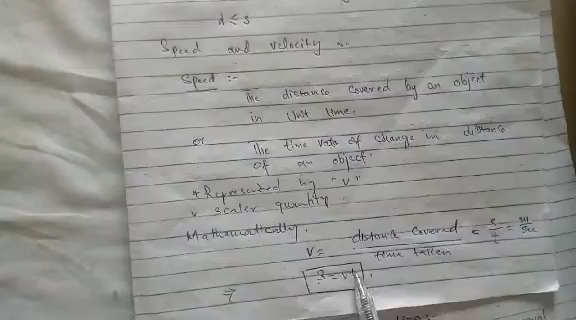 d ≤ s
Speed and velocity :-
Speed :-
The distance covered by an object
in unit time.
or
The time rate of change in distance
of an object.
* Represented by "v"
* scaler quantity.
Mathematically.
v = distance covered / time taken = s/t = m/sec
⇒ S = vt